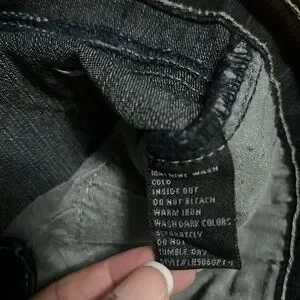 MACHINE WASH
COLD
INSIDE OUT
DO NOT BLEACH
WARM IRON
WASH DARK COLORS
SEPARATELY
DO NOT
TUMBLE DRY